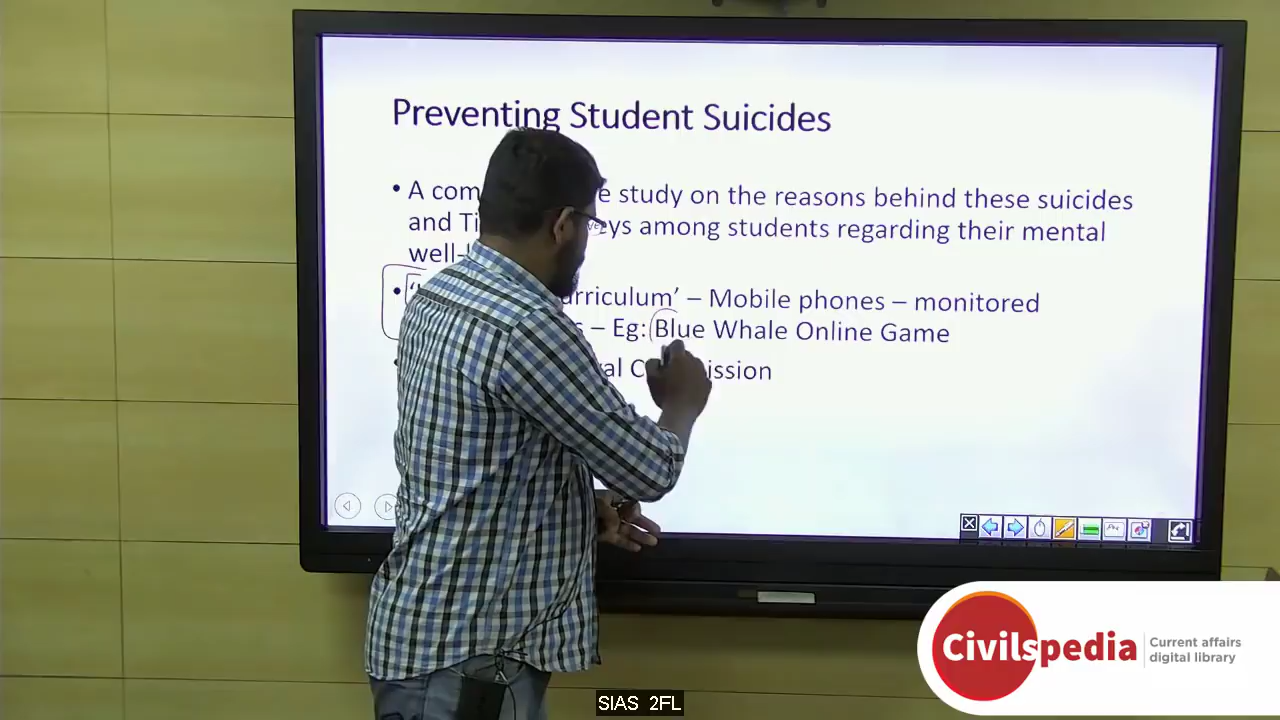 Preventing Student Suicides
• A com e study on the reasons behind these suicides
and Ti eys among students regarding their mental
well-
• urriculum’ – Mobile phones – monitored
s – Eg: Blue Whale Online Game
al C ission
Civilspedia
Current affairs
digital library
SIAS 2FL